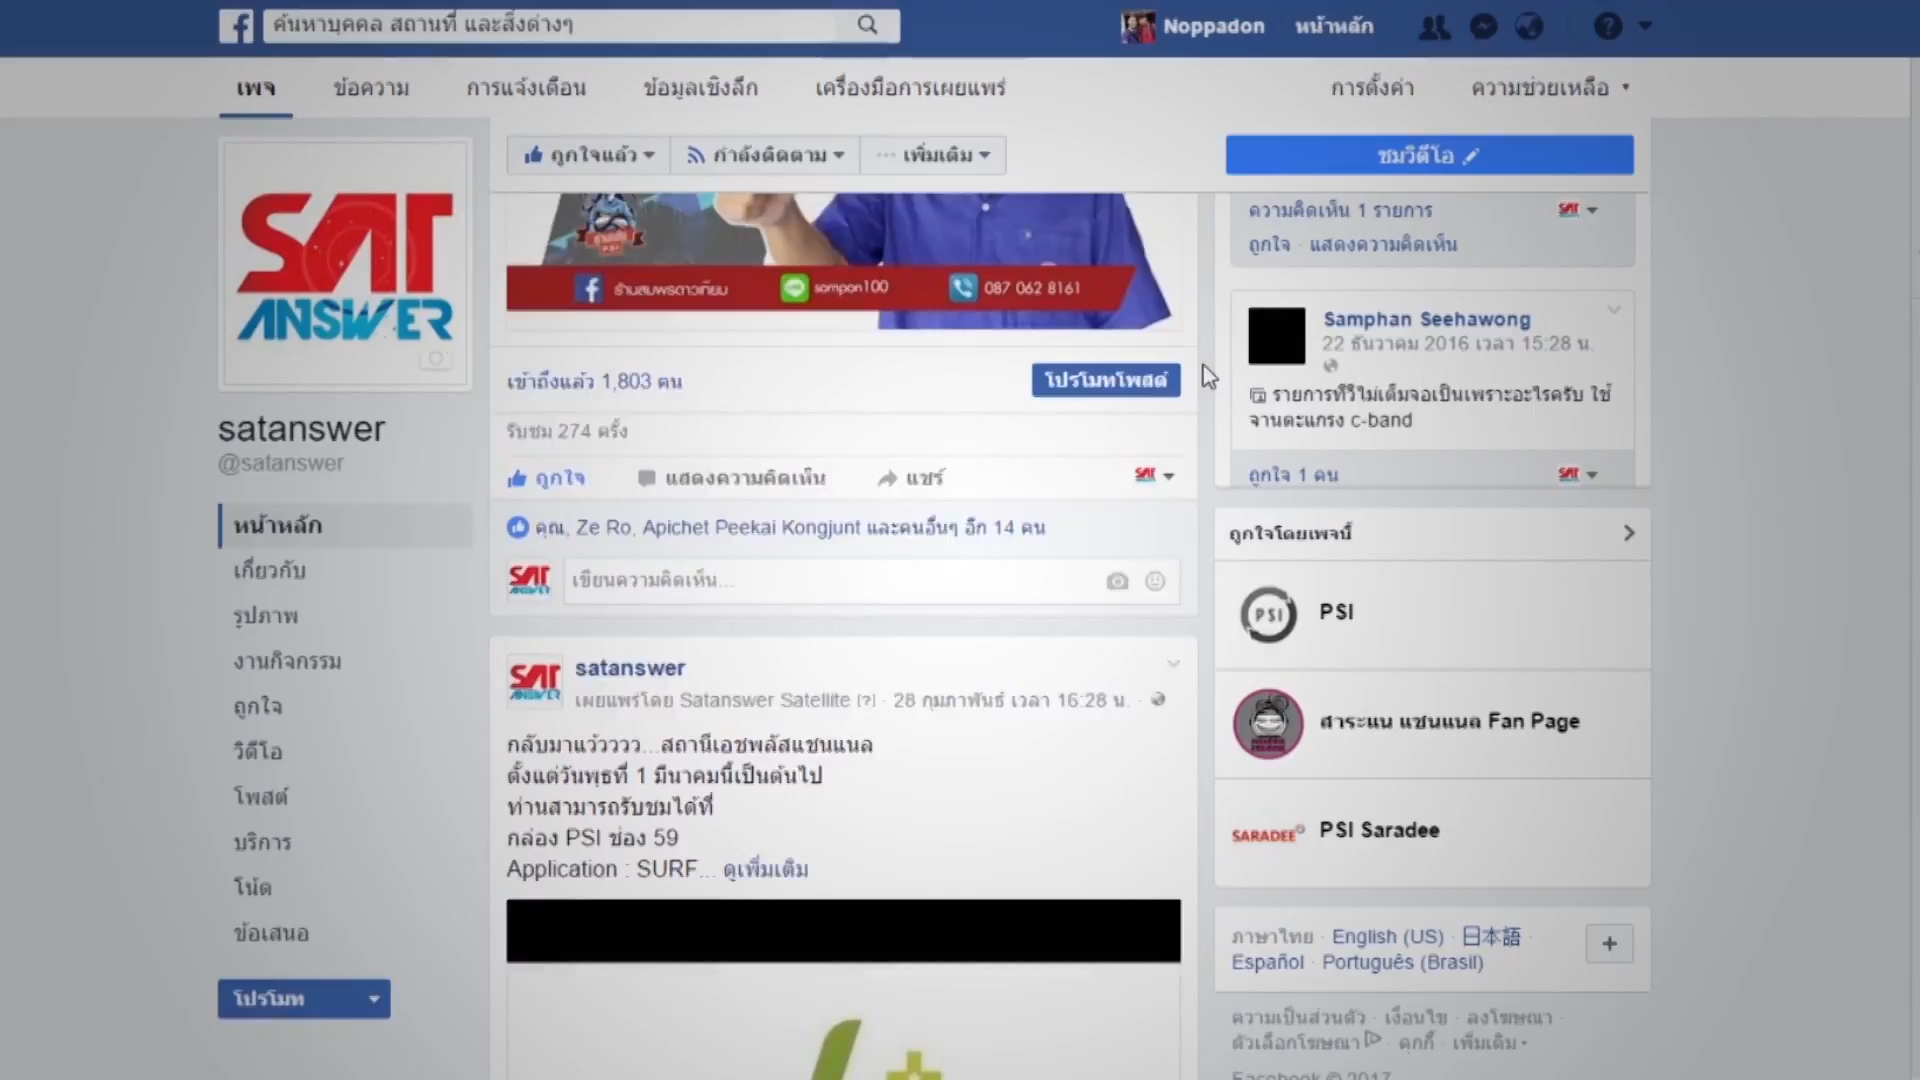 ค้นหาบุคคล สถานที่ และสิ่งต่างๆ
Noppadon
หน้าหลัก
เพจ
ข้อความ
การแจ้งเตือน
ข้อมูลเชิงลึก
เครื่องมือการเผยแพร่
การตั้งค่า
ความช่วยเหลือ
SAT
ANSWER
satanswer
@satanswer
หน้าหลัก
เกี่ยวกับ
รูปภาพ
งานกิจกรรม
ถูกใจ
วิดีโอ
โพสต์
บริการ
โน้ต
ข้อเสนอ
โปรโมท
ถูกใจแล้ว
กำลังติดตาม
เพิ่มเติม
ชมวิดีโอ
PSI
ร้านสมพรดาวเทียม
sompon100
087 062 8161
เข้าถึงแล้ว 1,803 คน
โปรโมทโพสต์
รับชม 274 ครั้ง
ถูกใจ
แสดงความคิดเห็น
แชร์
SAT
คุณ, Ze Ro, Apichet Peekai Kongjunt และคนอื่นๆ อีก 14 คน
SAT
ANSWER
เขียนความคิดเห็น...
SAT
ANSWER
satanswer
เผยแพร่โดย Satanswer Satellite [?] · 28 กุมภาพันธ์ เวลา 16:28 น. ·
กลับมาแว้วววว...สถานีเอชพลัสแชนแนล
ตั้งแต่วันพุธที่ 1 มีนาคมนี้เป็นต้นไป
ท่านสามารถรับชมได้ที่
กล่อง PSI ช่อง 59
Application : SURF... ดูเพิ่มเติม
ความคิดเห็น 1 รายการ
SAT
ถูกใจ · แสดงความคิดเห็น
Samphan Seehawong
22 ธันวาคม 2016 เวลา 15:28 น.
รายการทีวีไม่เต็มจอเป็นเพราะอะไรครับ ใช้
จานตะแกรง c-band
ถูกใจ 1 คน
SAT
ถูกใจโดยเพจนี้
PSI
PSI
สาระแน แชนแนล Fan Page
SARADEE
PSI Saradee
ภาษาไทย · English (US) · 日本語 ·
Español · Português (Brasil)
ความเป็นส่วนตัว · เงื่อนไข · ลงโฆษณา ·
ตัวเลือกโฆษณา · คุกกี้ · เพิ่มเติม
Facebook © 2017